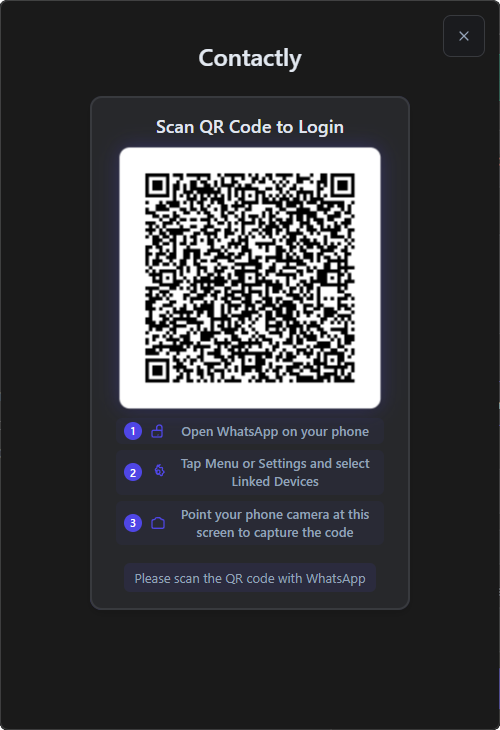 Contactly
Scan QR Code to Login
1 Open WhatsApp on your phone
2 Tap Menu or Settings and select
Linked Devices
3 Point your phone camera at this
screen to capture the code
Please scan the QR code with WhatsApp